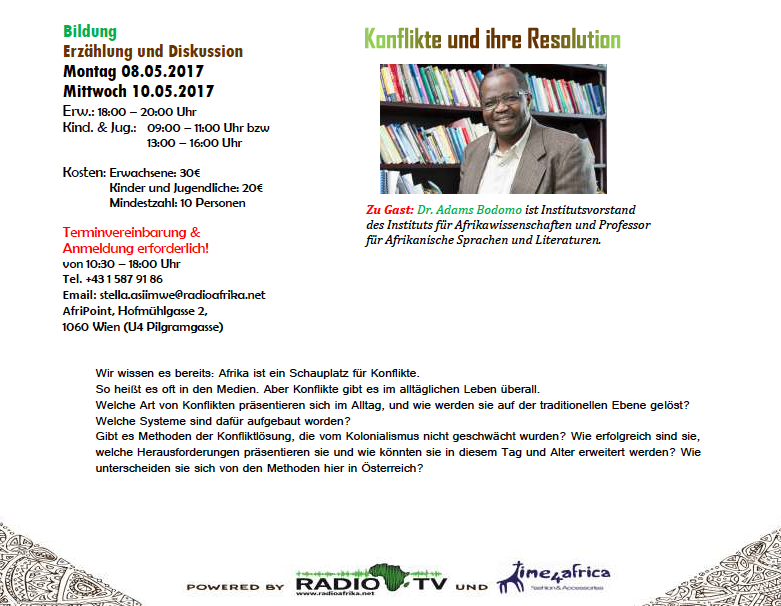 Bildung
Erzählung und Diskussion
Montag 08.05.2017
Mittwoch 10.05.2017
Erw.: 18:00 – 20:00 Uhr
Kind. & Jug.: 09:00 – 11:00 Uhr bzw
13:00 – 16:00 Uhr
Kosten: Erwachsene: 30€
Kinder und Jugendliche: 20€
Mindestzahl: 10 Personen
Terminvereinbarung &
Anmeldung erforderlich!
von 10:30 – 18:00 Uhr
Tel. +43 1 587 91 86
Email: stella.asiimwe@radioafrika.net
AfriPoint, Hofmühlgasse 2,
1060 Wien (U4 Pilgramgasse)
Konflikte und ihre Resolution
Zu Gast: Dr. Adams Bodomo ist Institutsvorstand
des Instituts für Afrikawissenschaften und Professor
für Afrikanische Sprachen und Literaturen.
Wir wissen es bereits: Afrika ist ein Schauplatz für Konflikte.
So heißt es oft in den Medien. Aber Konflikte gibt es im alltäglichen Leben überall.
Welche Art von Konflikten präsentieren sich im Alltag, und wie werden sie auf der traditionellen Ebene gelöst?
Welche Systeme sind dafür aufgebaut worden?
Gibt es Methoden der Konfliktlösung, die vom Kolonialismus nicht geschwächt wurden? Wie erfolgreich sind sie,
welche Herausforderungen präsentieren sie und wie könnten sie in diesem Tag und Alter erweitert werden? Wie
unterscheiden sie sich von den Methoden hier in Österreich?
POWERED BY RADIO TV UND Time4africa
www.radioafrika.net Fashion & Accessories